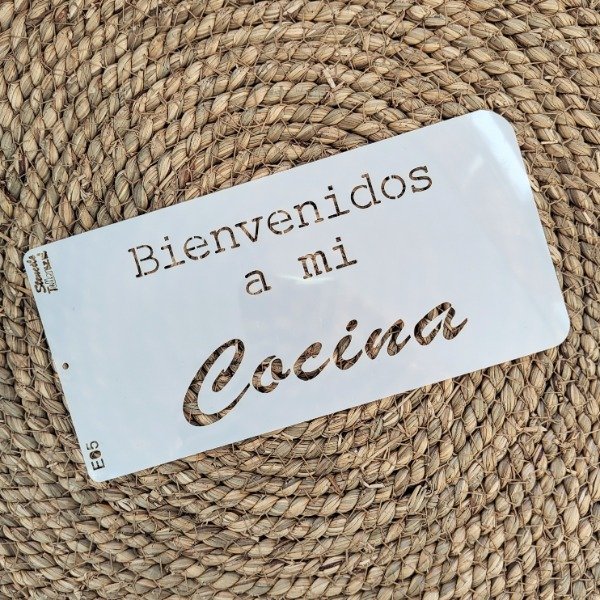 Bienvenidos
a mi
Cocina
E05